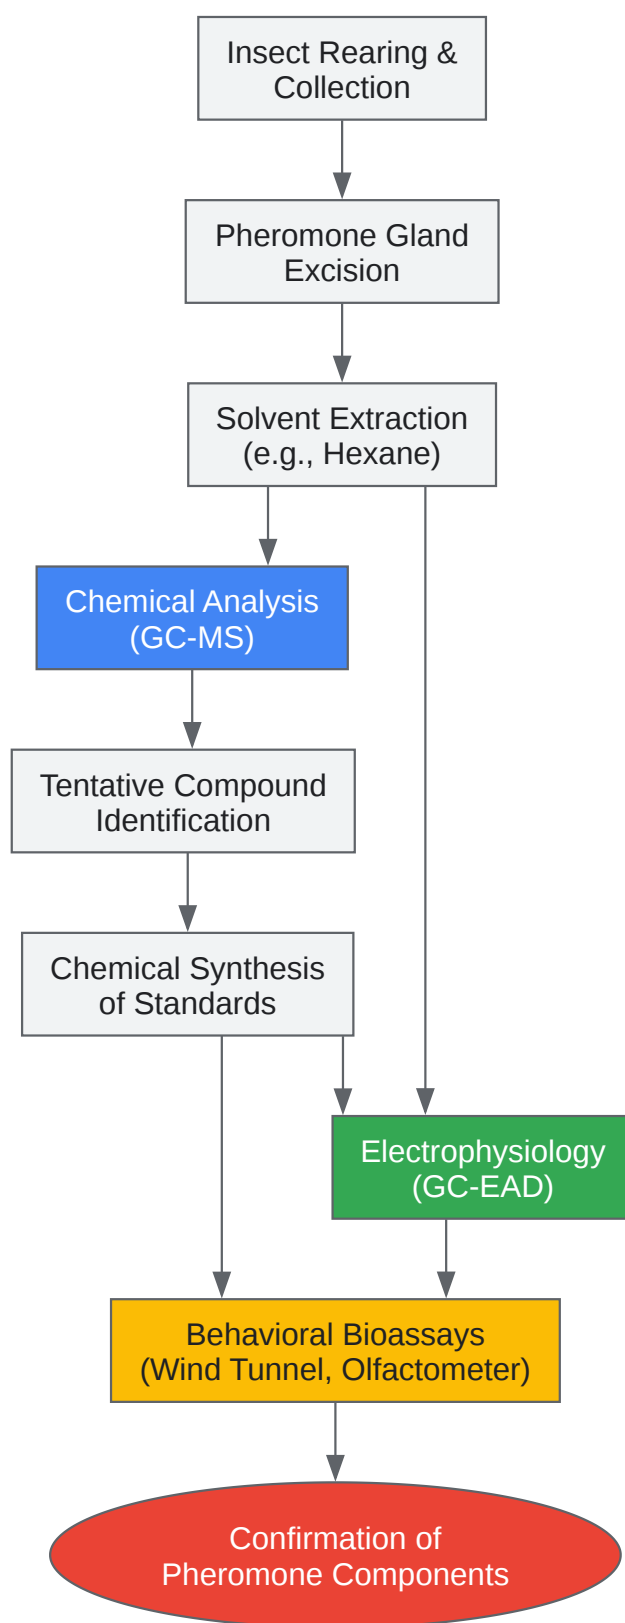 Insect Rearing &
Collection
Pheromone Gland
Excision
Solvent Extraction
(e.g., Hexane)
Chemical Analysis
(GC-MS)
Tentative Compound
Identification
Chemical Synthesis
of Standards
Electrophysiology
(GC-EAD)
Behavioral Bioassays
(Wind Tunnel, Olfactometer)
Confirmation of
Pheromone Components